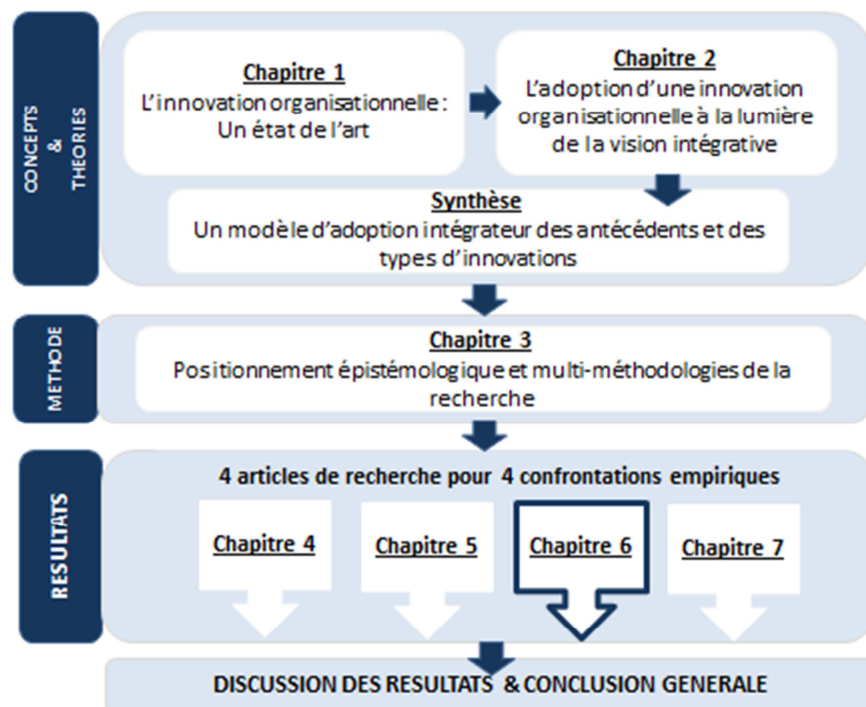 CONCEPTS
&
THEORIES
Chapitre 1
L'innovation organisationnelle :
Un état de l'art
Chapitre 2
L'adoption d'une innovation
organisationnelle à la lumière
de la vision intégrative
Synthèse
Un modèle d'adoption intégrateur des antécédents et des
types d'innovations
METHODE
Chapitre 3
Positionnement épistémologique et multi-méthodologies de la
recherche
RESULTATS
4 articles de recherche pour 4 confrontations empiriques
Chapitre 4
Chapitre 5
Chapitre 6
Chapitre 7
DISCUSSION DES RESULTATS & CONCLUSION GENERALE